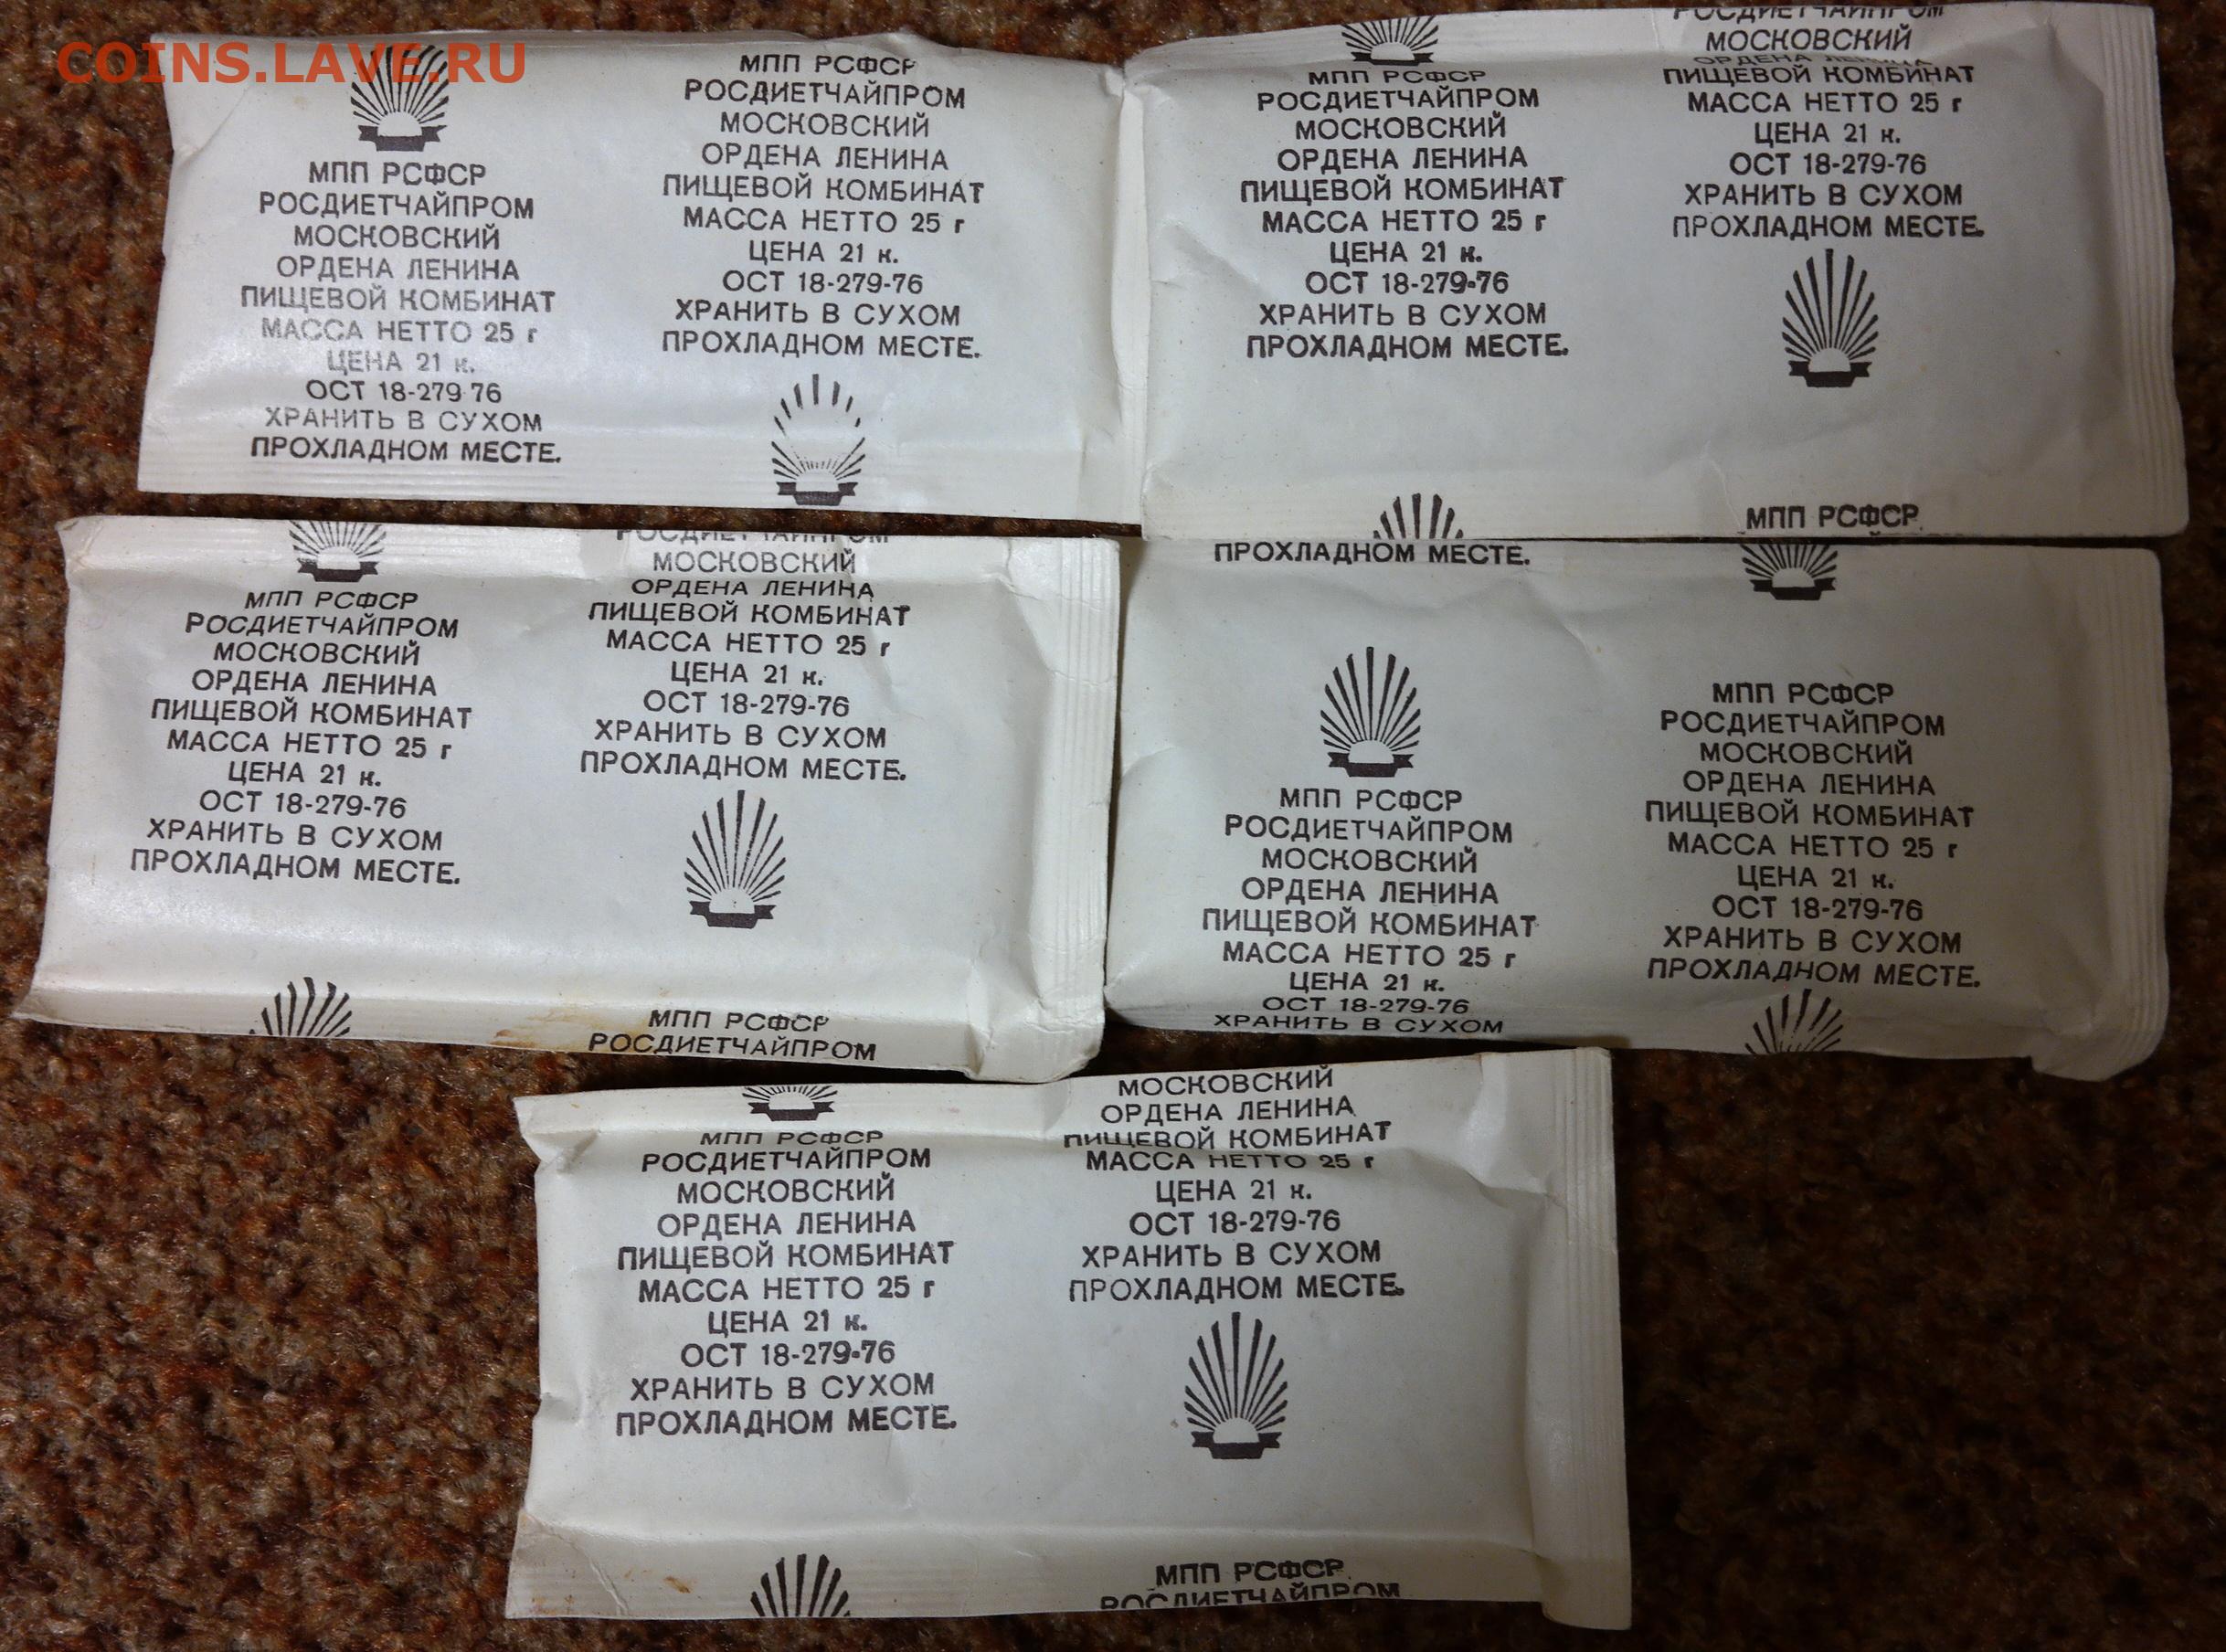 COINS.LAVE.RU
МПП РСФСР
РОСДИЕТЧАЙПРОМ
МОСКОВСКИЙ
ОРДЕНА ЛЕНИНА
ПИЩЕВОЙ КОМБИНАТ
МАССА НЕТТО 25 г
ЦЕНА 21 к.
ОСТ 18-279-76
ХРАНИТЬ В СУХОМ
ПРОХЛАДНОМ МЕСТЕ.
МПП РСФСР
РОСДИЕТЧАЙПРОМ
МОСКОВСКИЙ
ОРДЕНА ЛЕНИНА
ПИЩЕВОЙ КОМБИНАТ
МАССА НЕТТО 25 г
ЦЕНА 21 к.
ОСТ 18-279-76
ХРАНИТЬ В СУХОМ
ПРОХЛАДНОМ МЕСТЕ.
МПП РСФСР
РОСДИЕТЧАЙПРОМ
МОСКОВСКИЙ
ОРДЕНА ЛЕНИНА
ПИЩЕВОЙ КОМБИНАТ
МАССА НЕТТО 25 г
ЦЕНА 21 к.
ОСТ 18-279-76
ХРАНИТЬ В СУХОМ
ПРОХЛАДНОМ МЕСТЕ.
РОСДИЕТЧАЙПРОМ
МОСКОВСКИЙ
ОРДЕНА ЛЕНИНА
ПИЩЕВОЙ КОМБИНАТ
МАССА НЕТТО 25 г
ЦЕНА 21 к.
ОСТ 18-279-76
ХРАНИТЬ В СУХОМ
ПРОХЛАДНОМ МЕСТЕ.
МПП РСФСР
МПП РСФСР
РОСДИЕТЧАЙПРОМ
МОСКОВСКИЙ
ОРДЕНА ЛЕНИНА
ПИЩЕВОЙ КОМБИНАТ
МАССА НЕТТО 25 г
ЦЕНА 21 к.
ОСТ 18-279-76
ХРАНИТЬ В СУХОМ
ПРОХЛАДНОМ МЕСТЕ.
РОСДИЕТЧАЙПРОМ
МОСКОВСКИЙ
ОРДЕНА ЛЕНИНА
ПИЩЕВОЙ КОМБИНАТ
МАССА НЕТТО 25 г
ЦЕНА 21 к.
ОСТ 18-279-76
ХРАНИТЬ В СУХОМ
ПРОХЛАДНОМ МЕСТЕ.
МПП РСФСР
РОСДИЕТЧАЙПРОМ
ПРОХЛАДНОМ МЕСТЕ.
МПП РСФСР
РОСДИЕТЧАЙПРОМ
МОСКОВСКИЙ
ОРДЕНА ЛЕНИНА
ПИЩЕВОЙ КОМБИНАТ
МАССА НЕТТО 25 г
ЦЕНА 21 к.
ОСТ 18-279-76
ХРАНИТЬ В СУХОМ
МПП РСФСР
РОСДИЕТЧАЙПРОМ
МОСКОВСКИЙ
ОРДЕНА ЛЕНИНА
ПИЩЕВОЙ КОМБИНАТ
МАССА НЕТТО 25 г
ЦЕНА 21 к.
ОСТ 18-279-76
ХРАНИТЬ В СУХОМ
ПРОХЛАДНОМ МЕСТЕ.
МПП РСФСР
РОСДИЕТЧАЙПРОМ
МОСКОВСКИЙ
ОРДЕНА ЛЕНИНА
ПИЩЕВОЙ КОМБИНАТ
МАССА НЕТТО 25 г
ЦЕНА 21 к.
ОСТ 18-279-76
ХРАНИТЬ В СУХОМ
ПРОХЛАДНОМ МЕСТЕ.
МОСКОВСКИЙ
ОРДЕНА ЛЕНИНА
ПИЩЕВОЙ КОМБИНАТ
МАССА НЕТТО 25 г
ЦЕНА 21 к.
ОСТ 18-279-76
ХРАНИТЬ В СУХОМ
ПРОХЛАДНОМ МЕСТЕ.
МПП РСФСР
РОСДИЕТЧАЙПРОМ